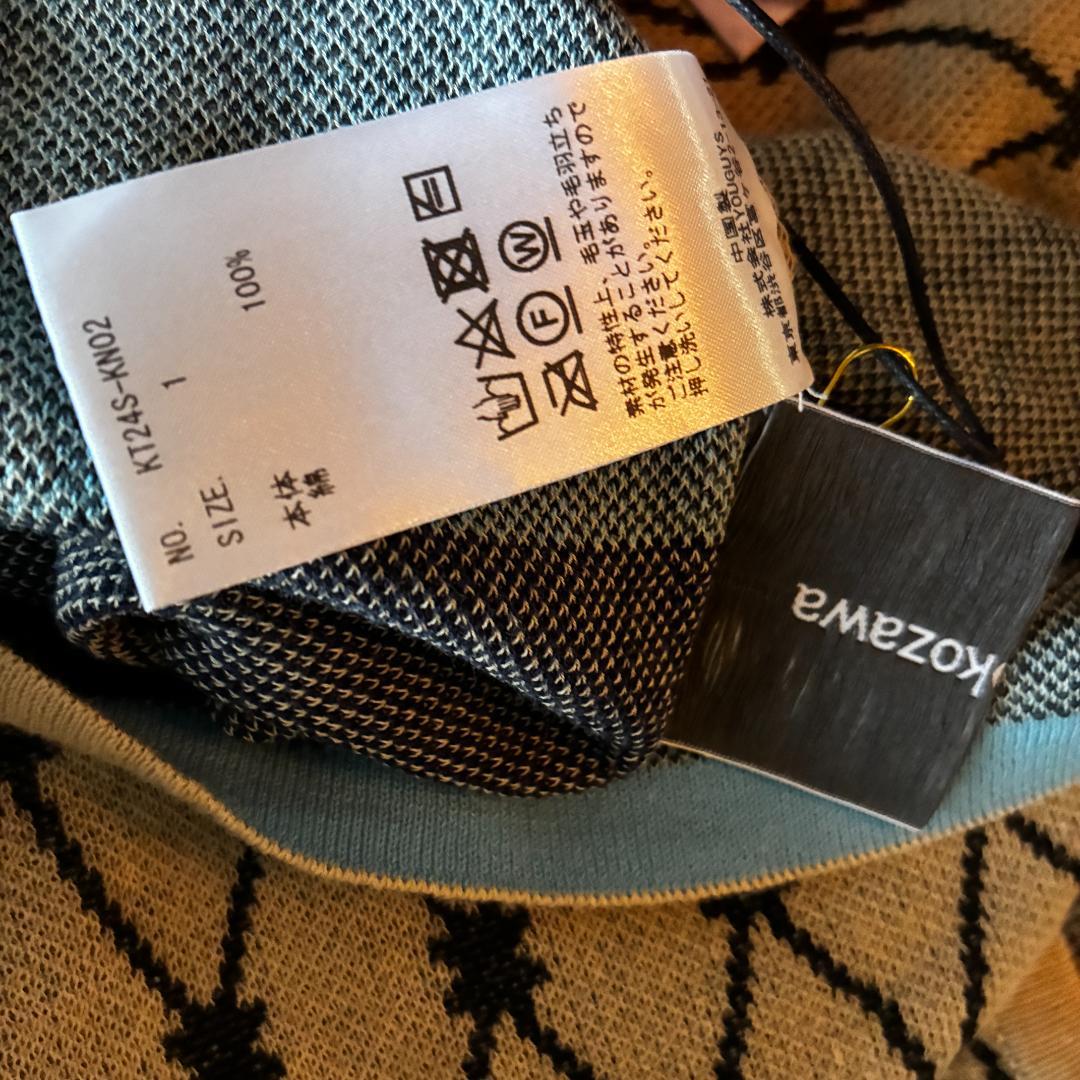 NO. KT24S-KN02
SIZE. 1
本体
綿 100%
F
W
素材の特性上、毛玉や毛羽立ち
が発生することがありますので
ご注意ください。
押し洗いしてください。
中国製
株式会社YOUGUYS
東京都渋谷区
kozawa